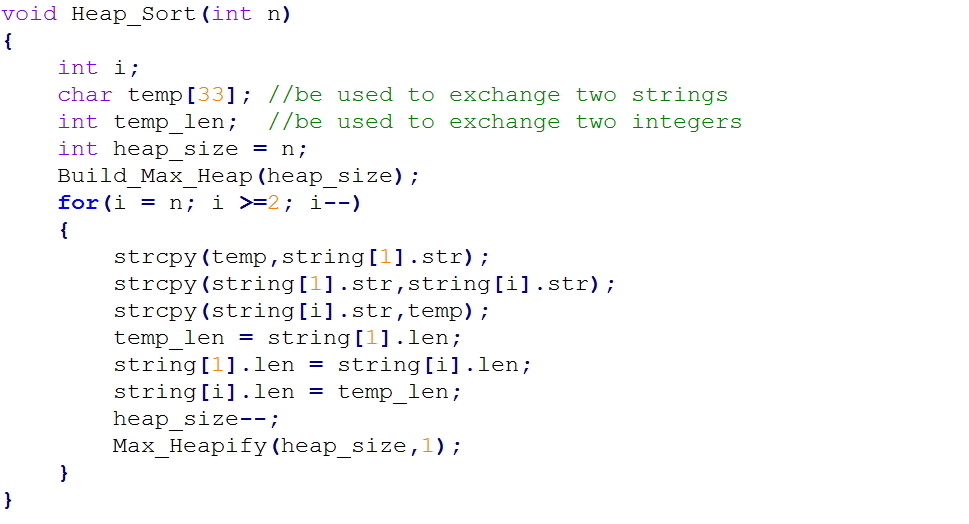 void Heap_Sort(int n)
{
    int i;
    char temp[33]; //be used to exchange two strings
    int temp_len;  //be used to exchange two integers
    int heap_size = n;
    Build_Max_Heap(heap_size);
    for(i = n; i >=2; i--)
    {
        strcpy(temp,string[1].str);
        strcpy(string[1].str,string[i].str);
        strcpy(string[i].str,temp);
        temp_len = string[1].len;
        string[1].len = string[i].len;
        string[i].len = temp_len;
        heap_size--;
        Max_Heapify(heap_size,1);
    }
}